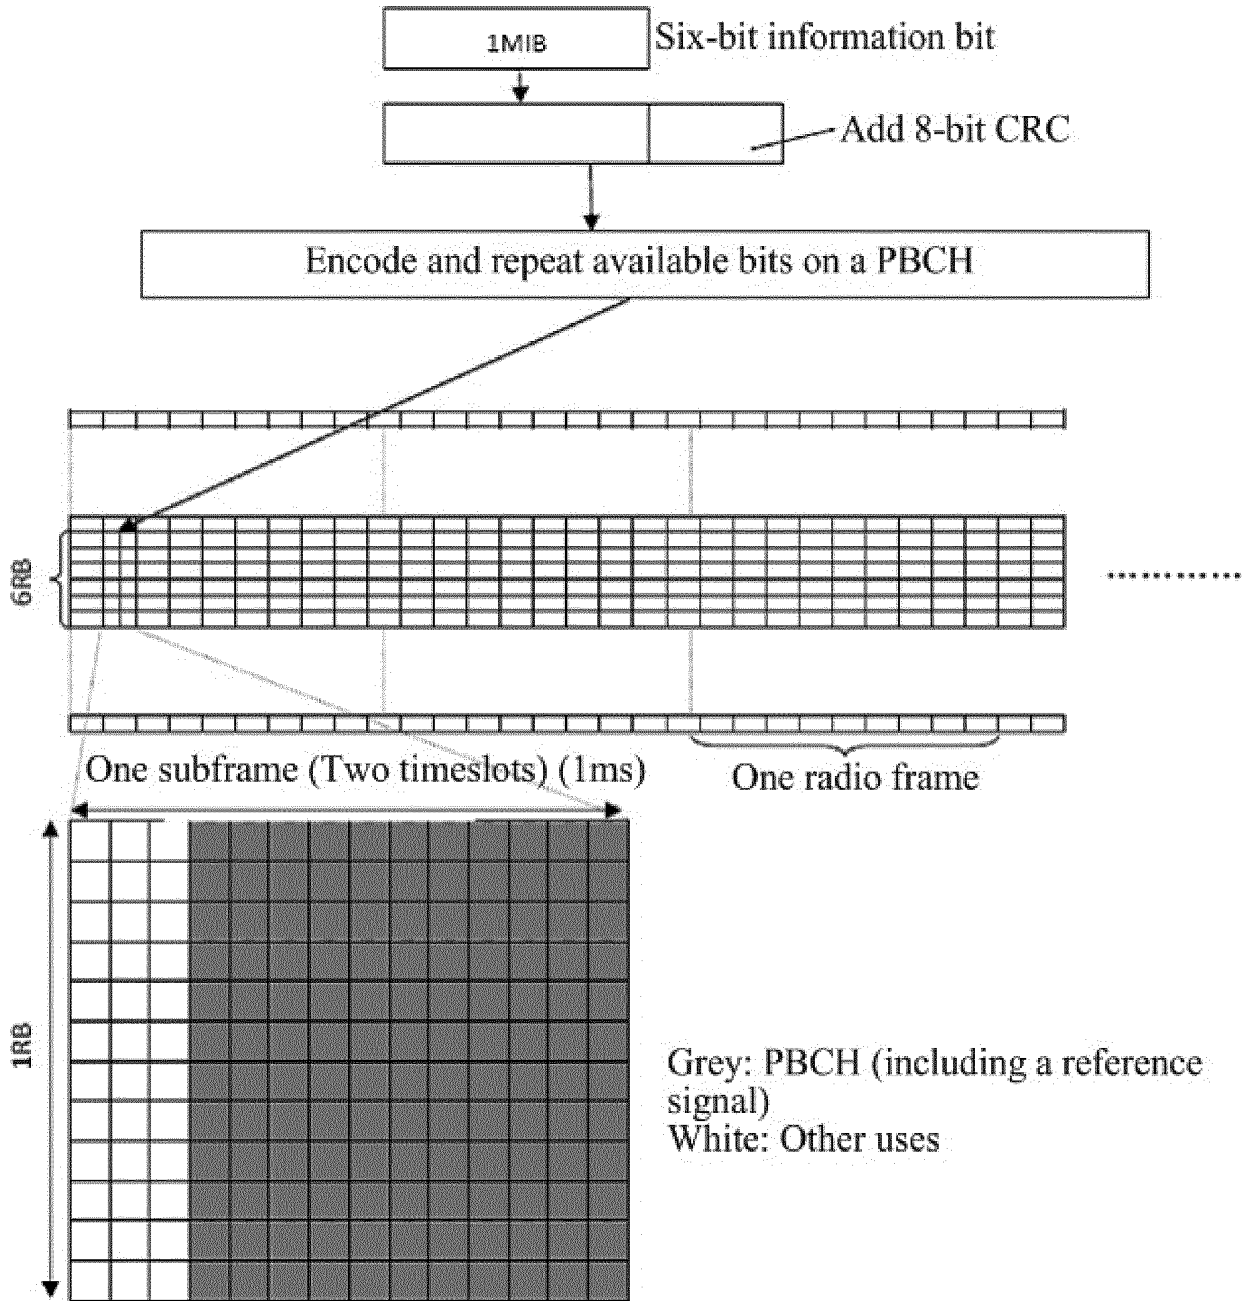 1MIB
Six-bit information bit
Add 8-bit CRC
Encode and repeat available bits on a PBCH
6RB
One subframe (Two timeslots) (1ms)
One radio frame
1RB
Grey: PBCH (including a reference
signal)
White: Other uses